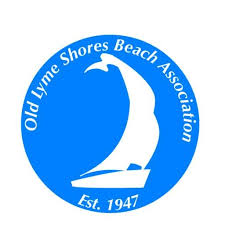 Old Lyme Shores Beach Association
Est. 1947